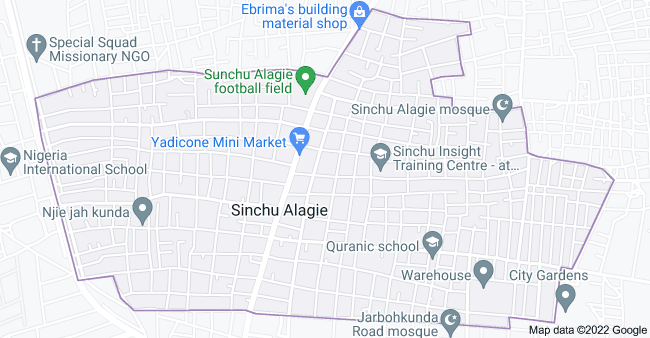 Ebrima's building
material shop
Special Squad
Missionary NGO
Sunchu Alagie
football field
Sinchu Alagie mosque
Yadicone Mini Market
Sinchu Insight
Training Centre - at…
Nigeria
International School
Njie jah kunda
Sinchu Alagie
Quranic school
Warehouse
City Gardens
Jarbohkunda
Road mosque
Map data ©2022 Google